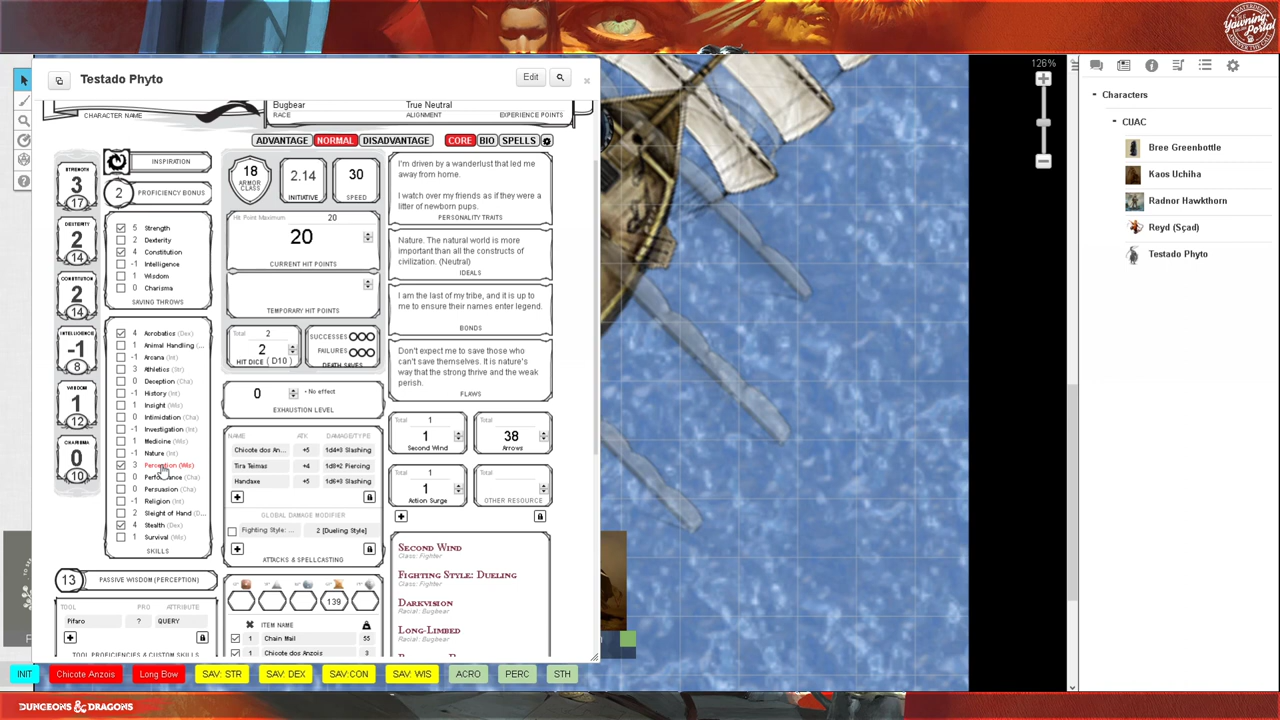 Testado Phyto
Edit
CHARACTER NAME
Bugbear
RACE
True Neutral
ALIGNMENT
EXPERIENCE POINTS
ADVANTAGE NORMAL DISADVANTAGE
CORE BIO SPELLS
STRENGTH
3
17
DEXTERITY
2
14
CONSTITUTION
2
14
INTELLIGENCE
-1
8
WISDOM
1
12
CHARISMA
0
10
INSPIRATION
2 PROFICIENCY BONUS
5 Strength
2 Dexterity
4 Constitution
-1 Intelligence
1 Wisdom
0 Charisma
SAVING THROWS
4 Acrobatics (Dex)
1 Animal Handling (...
-1 Arcana (Int)
3 Athletics (Str)
0 Deception (Cha)
-1 History (Int)
1 Insight (Wis)
0 Intimidation (Cha)
-1 Investigation (Int)
1 Medicine (Wis)
-1 Nature (Int)
3 Perception (Wis)
0 (Cha)
0 Persuasion (Cha)
-1 Religion (Int)
2 Sleight of Hand (D...
4 Stealth (Dex)
1 Survival (Wis)
SKILLS
13 PASSIVE WISDOM (PERCEPTION)
TOOL PRO ATTRIBUTE
Pifaro ? QUERY
TOOL PROFICIENCIES & CUSTOM SKILLS
18
ARMOR
CLASS
2.14
INITIATIVE
30
SPEED
Hit Point Maximum 20
20
CURRENT HIT POINTS
TEMPORARY HIT POINTS
Total 2
2
HIT DICE ( D10 )
SUCCESSES
FAILURES
DEATH SAVES
0 - No effect
EXHAUSTION LEVEL
NAME ATK DAMAGE/TYPE
Chicote dos An... +5 1d4+3 Slashing
Tira Teimas +4 1d8+2 Piercing
Handaxe +5 1d6+3 Slashing
GLOBAL DAMAGE MODIFIER
Fighting Style: ... 2 [Dueling Style]
ATTACKS & SPELLCASTING
139
ITEM NAME
1 Chain Mail 55
1 Chicote dos Anzois 3
I'm driven by a wanderlust that led me
away from home.
I watch over my friends as if they were a
litter of newborn pups.
PERSONALITY TRAITS
Nature. The natural world is more
important than all the constructs of
civilization. (Neutral)
IDEALS
I am the last of my tribe, and it is up to
me to ensure their names enter legend.
BONDS
Don't expect me to save those who
can't save themselves. It is nature's
way that the strong thrive and the weak
perish.
FLAWS
Total 1
1
Second Wind
Total
38
Arrows
Total 1
1
Action Surge
Total
OTHER RESOURCE
SECOND WIND
Class: Fighter
FIGHTING STYLE: DUELING
Class: Fighter
DARKVISION
Racial: Bugbear
LONG-LIMBED
Racial: Bugbear
126%
Characters
CUAC
Bree Greenbottle
Kaos Uchiha
Radnor Hawkthorn
Reyd (Sçad)
Testado Phyto
INIT Chicote Anzois Long Bow SAV: STR SAV: DEX SAV:CON SAV: WIS ACRO PERC STH
DUNGEONS & DRAGONS
Yawning
Portal